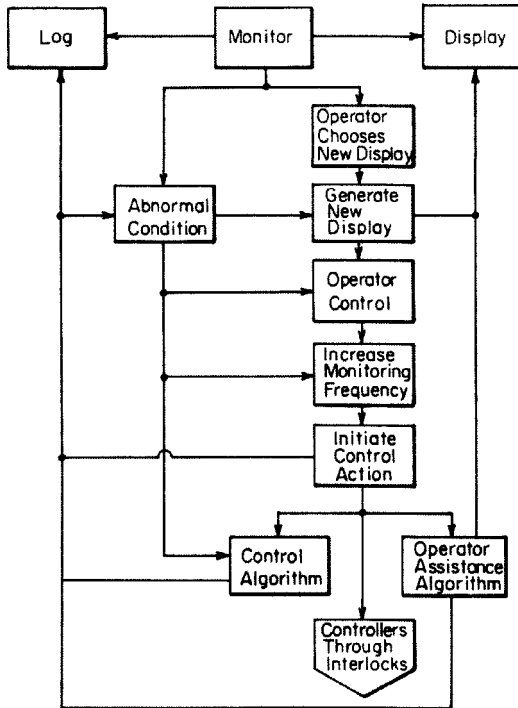 Log
Monitor
Display
Operator
Chooses
New Display
Abnormal
Condition
Generate
New
Display
Operator
Control
Increase
Monitoring
Frequency
Initiate
Control
Action
Control
Algorithm
Operator
Assistance
Algorithm
Controllers
Through
Interlocks